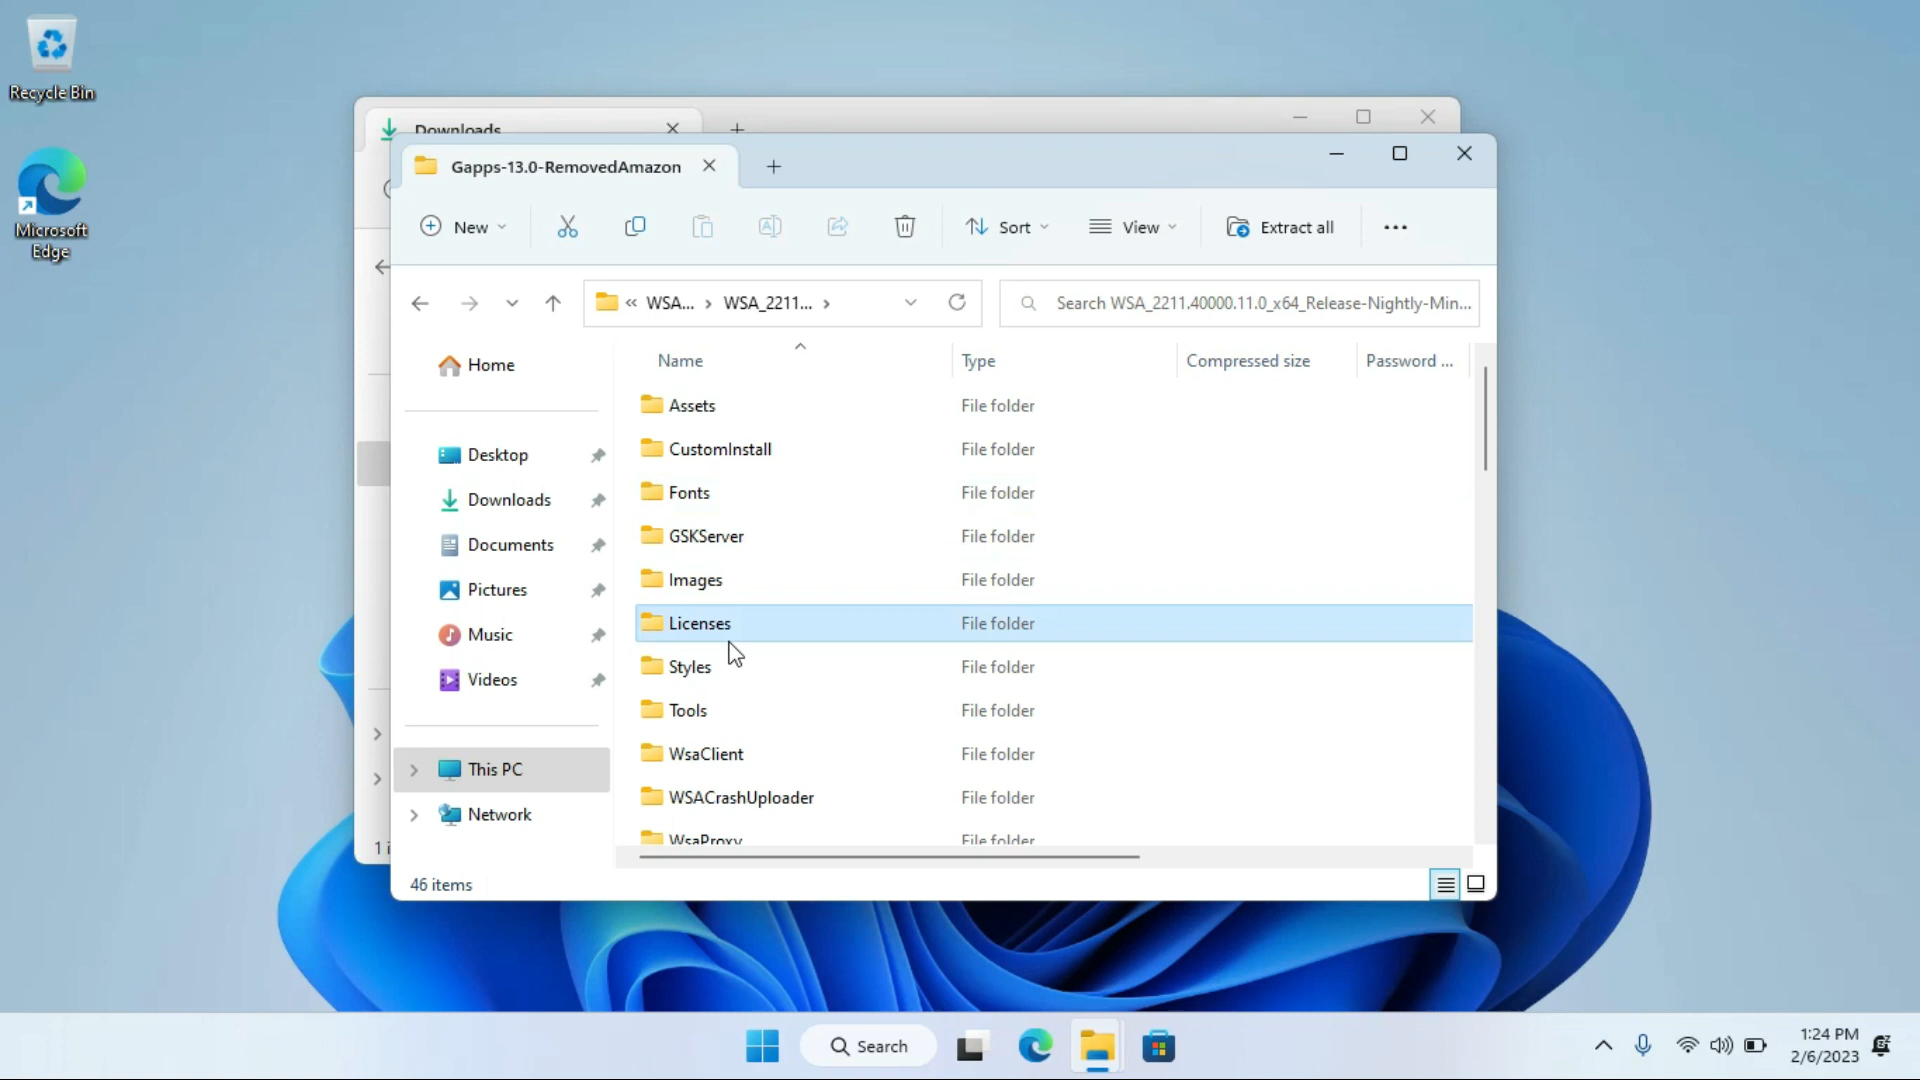 Recycle Bin
Microsoft
Edge
Downloads
Gapps-13.0-RemovedAmazon
New
Sort
View
Extract all
« WSA... › WSA_2211... ›
Search WSA_2211.40000.11.0_x64_Release-Nightly-Min...
Home
Desktop
Downloads
Documents
Pictures
Music
Videos
This PC
Network
Name Type Compressed size Password ...
Assets File folder
CustomInstall File folder
Fonts File folder
GSKServer File folder
Images File folder
Licenses File folder
Styles File folder
Tools File folder
WsaClient File folder
WSACrashUploader File folder
WsaProxy File folder
46 items
1 i
Search
1:24 PM
2/6/2023